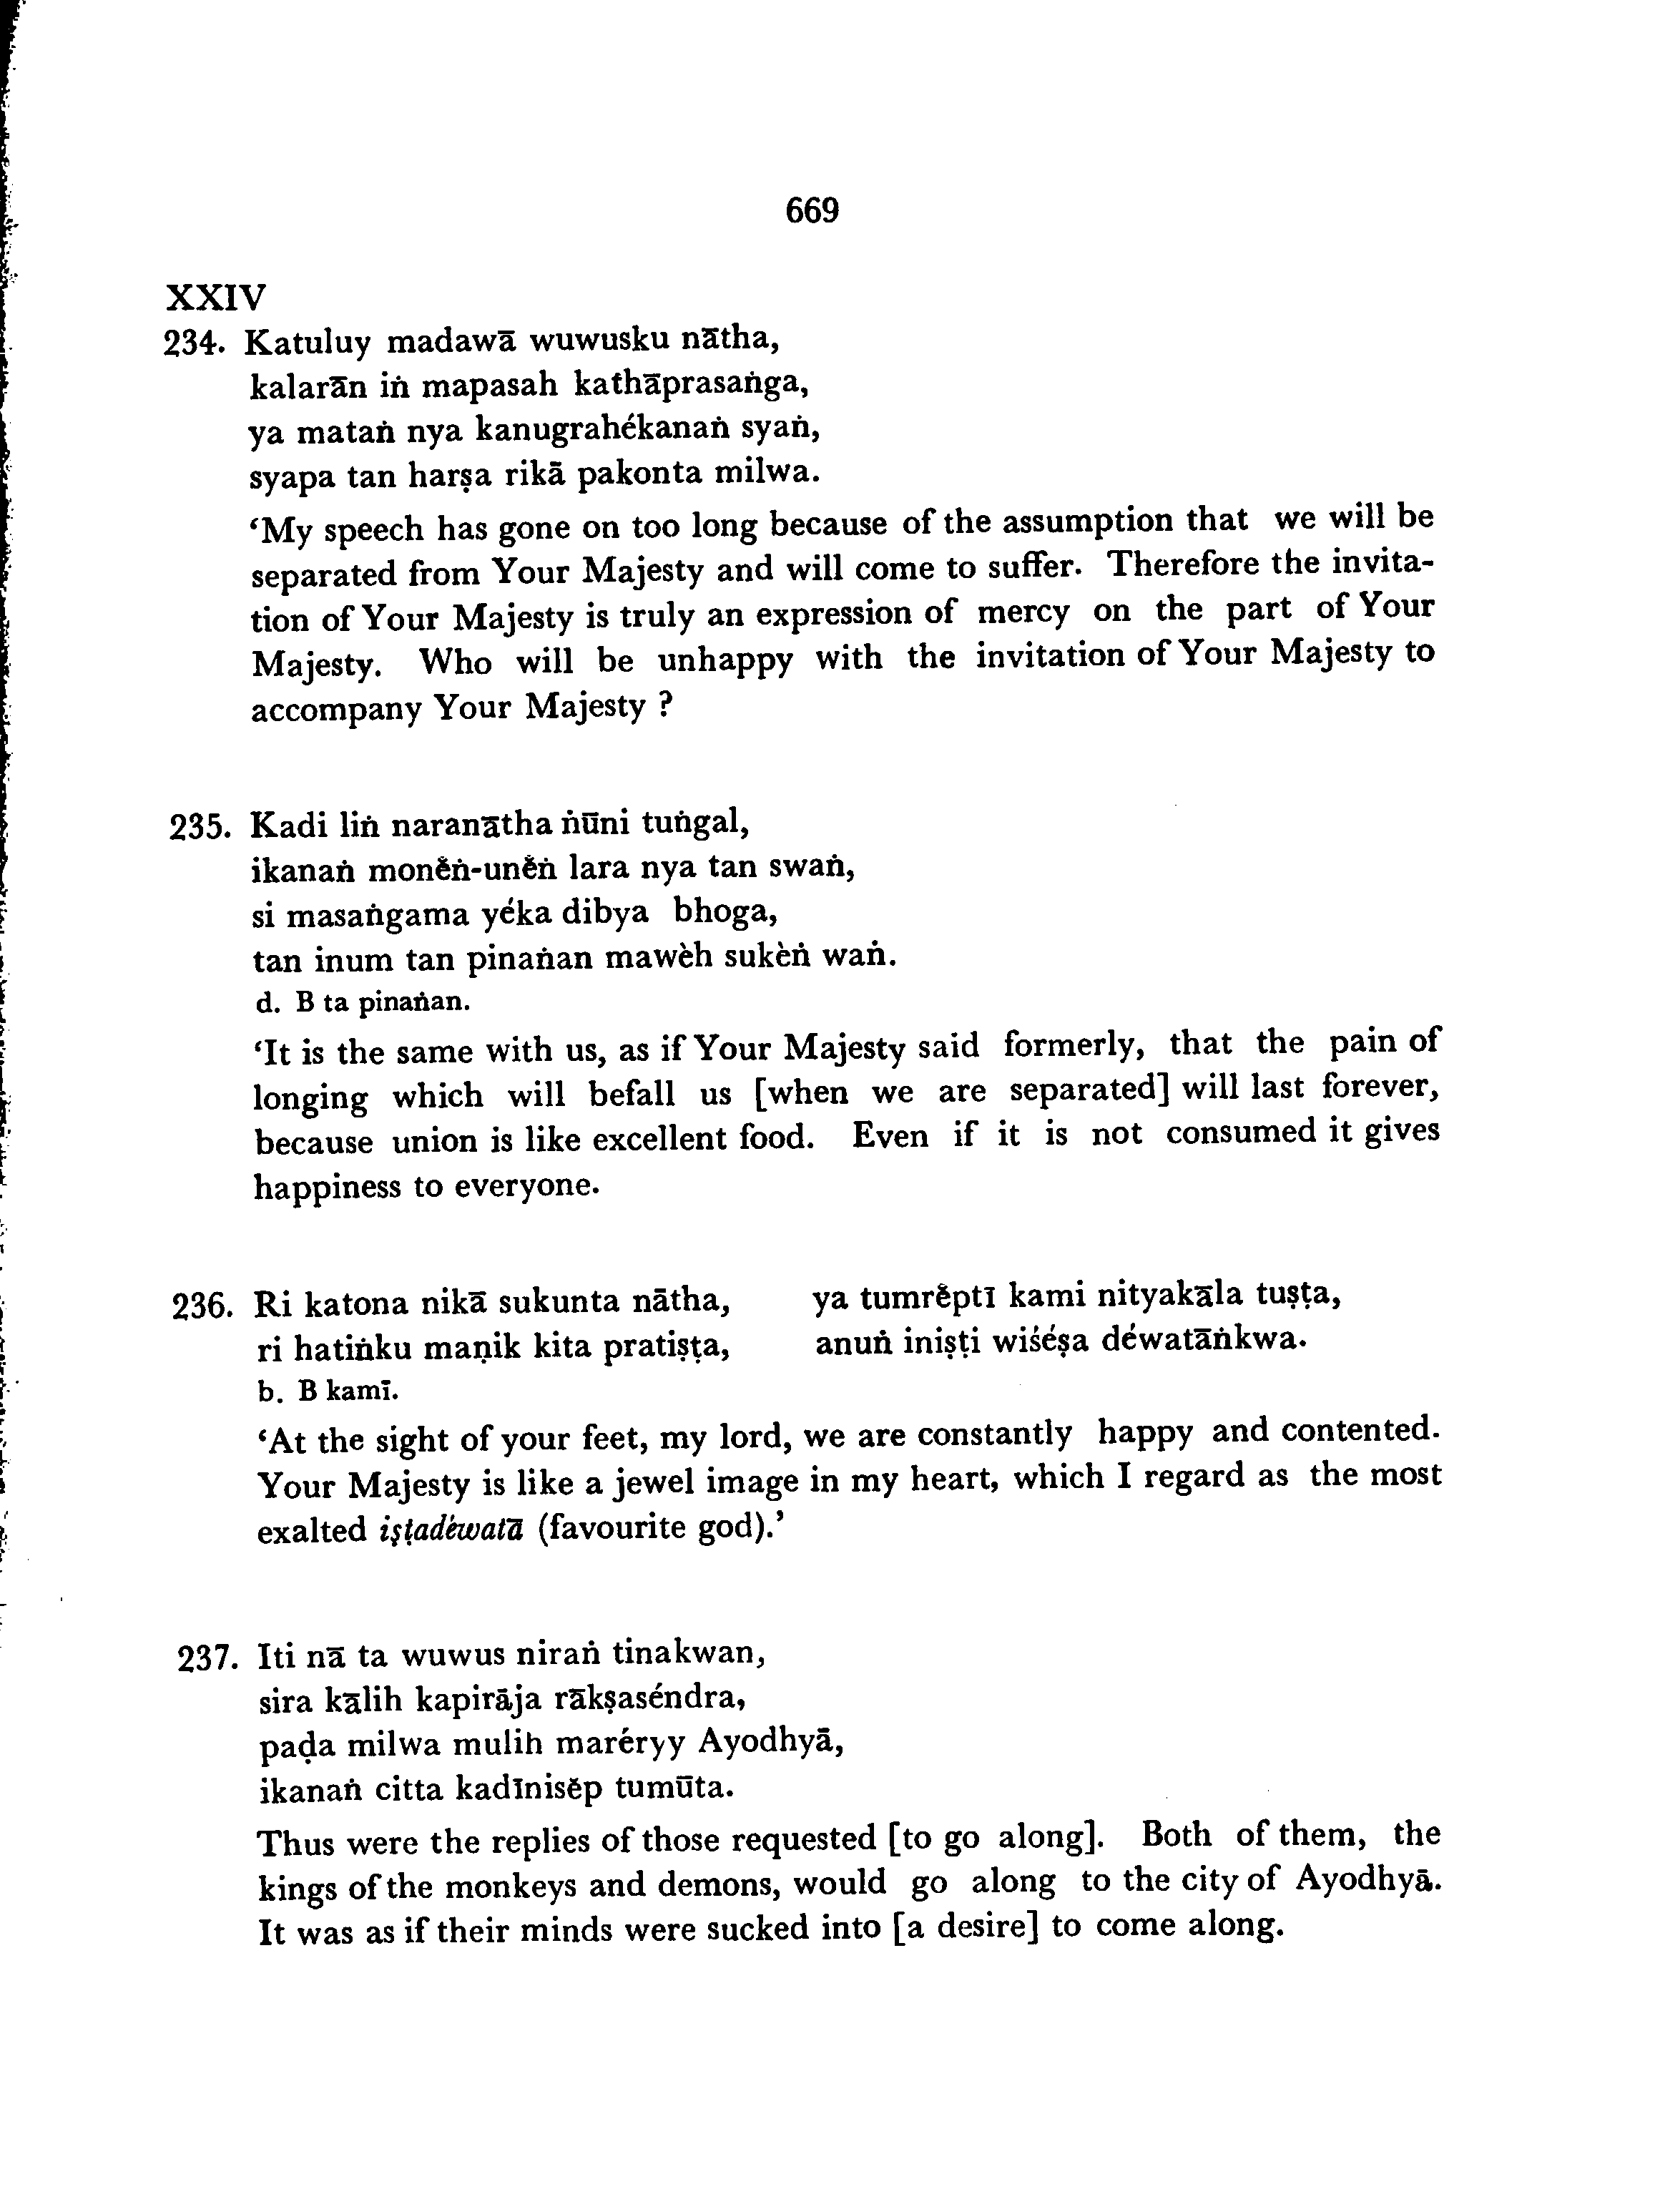 669
XXIV
234. Katuluy madawā wuwusku nātha,
kalarān iṅ mapasah kathāprasaṅga,
ya mataṅ nya kanugrahékanaṅ syaṅ,
syapa tan harṣa rikā pakonta milwa.
‘My speech has gone on too long because of the assumption that we will be
separated from Your Majesty and will come to suffer. Therefore the invita-
tion of Your Majesty is truly an expression of mercy on the part of Your
Majesty. Who will be unhappy with the invitation of Your Majesty to
accompany Your Majesty ?
235. Kadi liṅ naranātha ṅūni tuṅgal,
ikanaṅ monĕṅ-unĕṅ lara nya tan swaṅ,
si masaṅgama yéka dibya bhoga,
tan inum tan pinaṅan mawèh sukèṅ waṅ.
d. B ta pinaṅan.
‘It is the same with us, as if Your Majesty said formerly, that the pain of
longing which will befall us [when we are separated] will last forever,
because union is like excellent food. Even if it is not consumed it gives
happiness to everyone.
236. Ri katona nikā sukunta nātha, ya tumrĕptī kami nityakāla tuṣṭa,
ri hatiṅku maṇik kita pratiṣṭa, anuṅ iniṣṭi wiśéṣa déwatāṅkwa.
b. B kamī.
‘At the sight of your feet, my lord, we are constantly happy and contented.
Your Majesty is like a jewel image in my heart, which I regard as the most
exalted iṣṭadéwatā (favourite god).’
237. Iti nā ta wuwus niraṅ tinakwan,
sira kālih kapirāja rākṣaséndra,
paḍa milwa mulih maréryy Ayodhyā,
ikanaṅ citta kadīnisĕp tumūta.
Thus were the replies of those requested [to go along]. Both of them, the
kings of the monkeys and demons, would go along to the city of Ayodhyā.
It was as if their minds were sucked into [a desire] to come along.